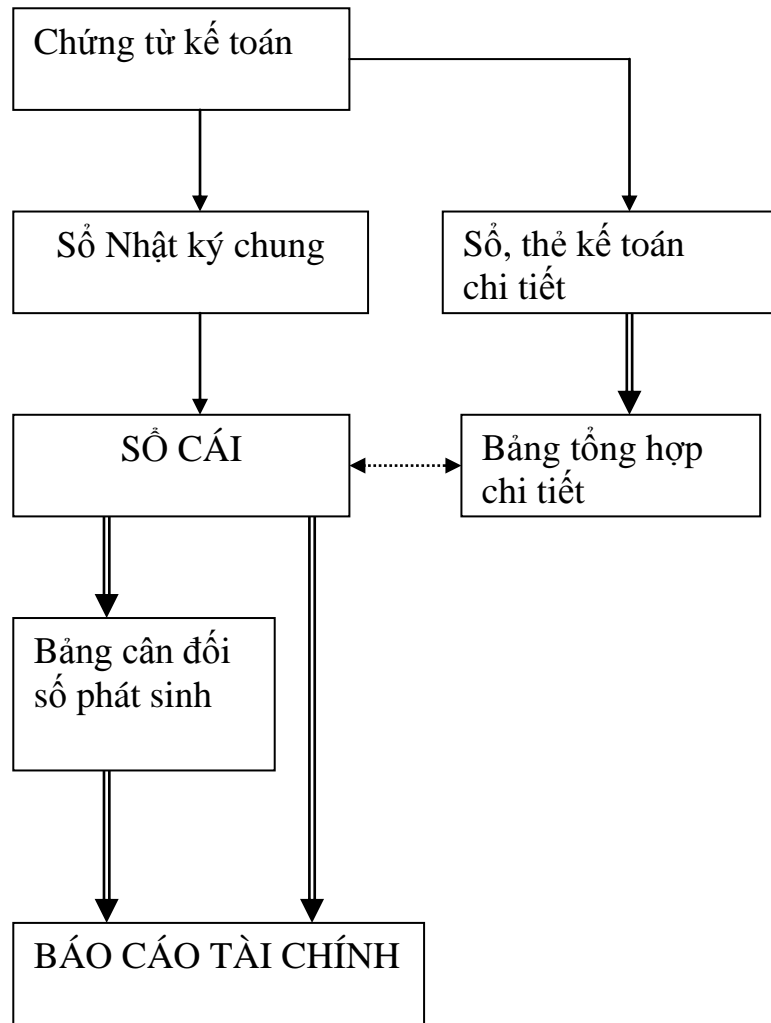 Chứng từ kế toán
Sổ Nhật ký chung
Sổ, thẻ kế toán
chi tiết
SỔ CÁI
Bảng tổng hợp
chi tiết
Bảng cân đối
số phát sinh
BÁO CÁO TÀI CHÍNH